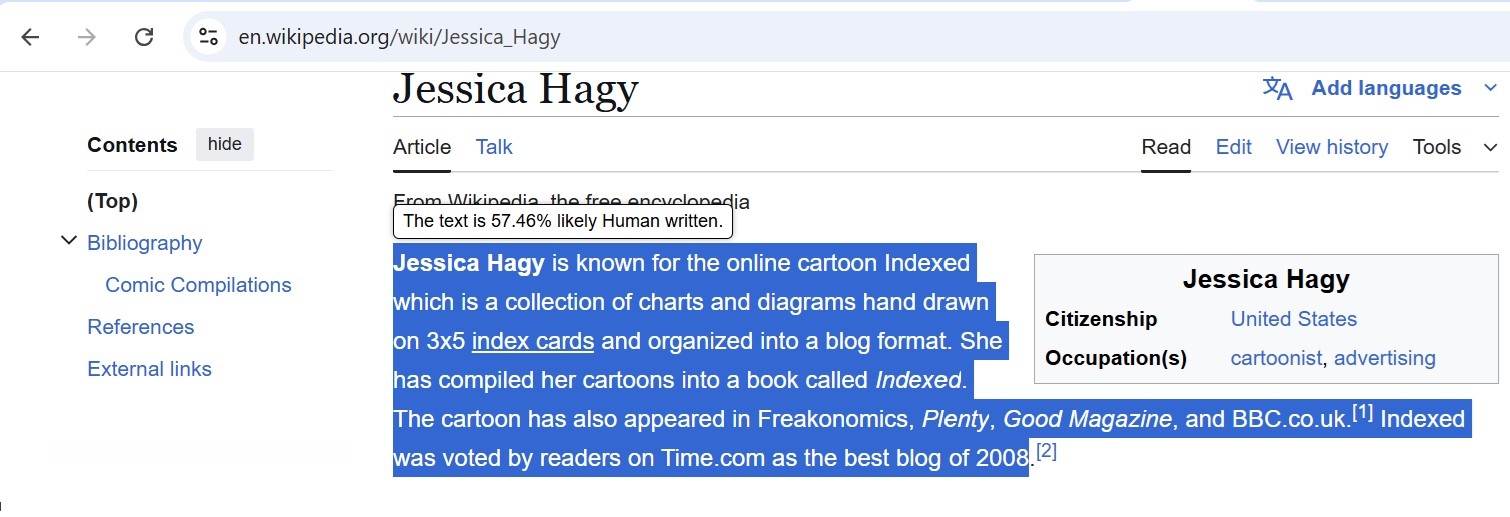 en.wikipedia.org/wiki/Jessica_Hagy
Jessica Hagy
Add languages
Contents hide
Article Talk
Read Edit View history Tools
(Top)
Bibliography
Comic Compilations
References
External links
From Wikipedia, the free encyclopedia
The text is 57.46% likely Human written.
Jessica Hagy is known for the online cartoon Indexed
which is a collection of charts and diagrams hand drawn
on 3x5 index cards and organized into a blog format. She
has compiled her cartoons into a book called Indexed.
The cartoon has also appeared in Freakonomics, Plenty, Good Magazine, and BBC.co.uk.[1] Indexed
was voted by readers on Time.com as the best blog of 2008.[2]
Jessica Hagy
Citizenship United States
Occupation(s) cartoonist, advertising